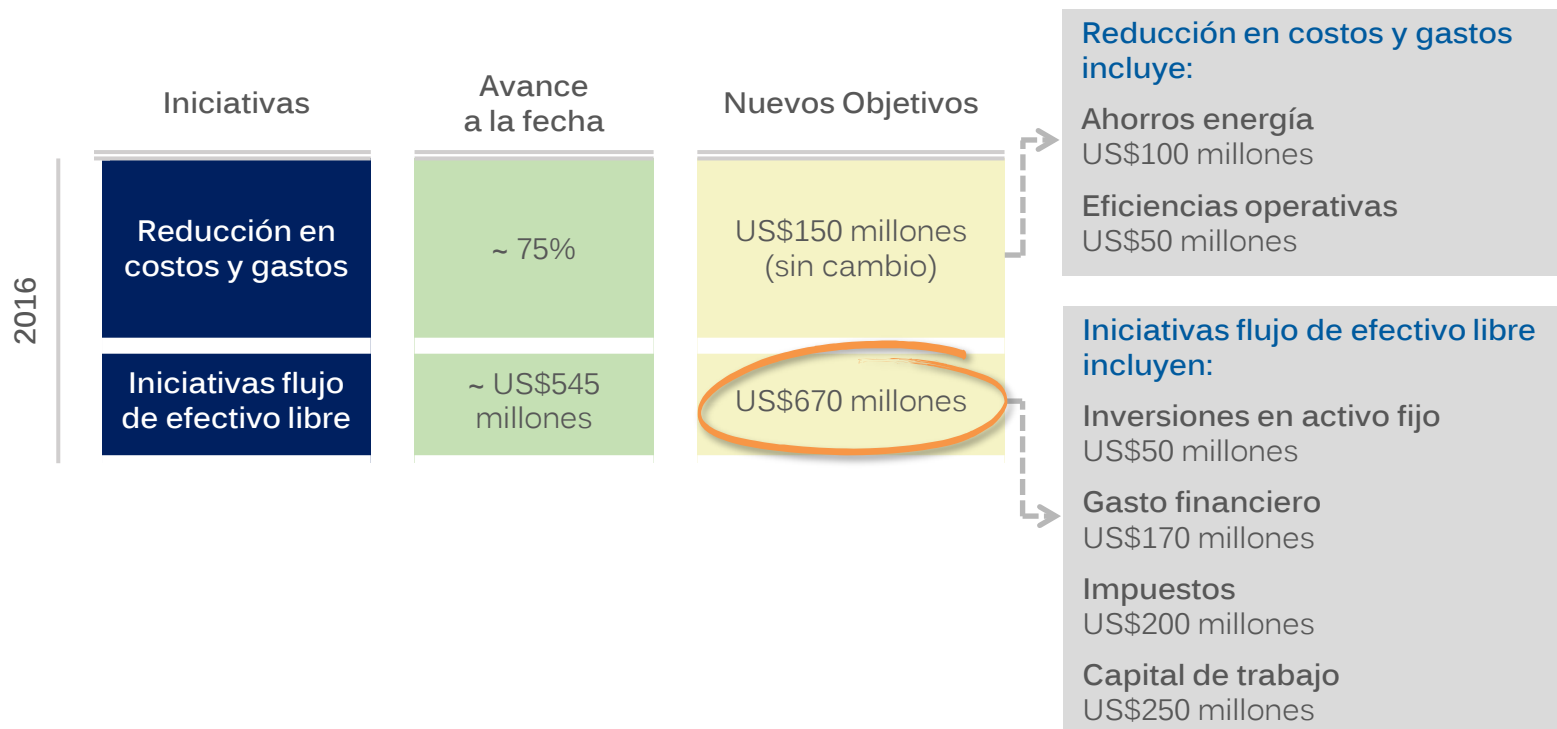 Iniciativas
Avance
a la fecha
Nuevos Objetivos
2016
Reducción en
costos y gastos
~ 75%
US$150 millones
(sin cambio)
Iniciativas flujo
de efectivo libre
~ US$545
millones
US$670 millones
Reducción en costos y gastos
incluye:
Ahorros energía
US$100 millones
Eficiencias operativas
US$50 millones
Iniciativas flujo de efectivo libre
incluyen:
Inversiones en activo fijo
US$50 millones
Gasto financiero
US$170 millones
Impuestos
US$200 millones
Capital de trabajo
US$250 millones